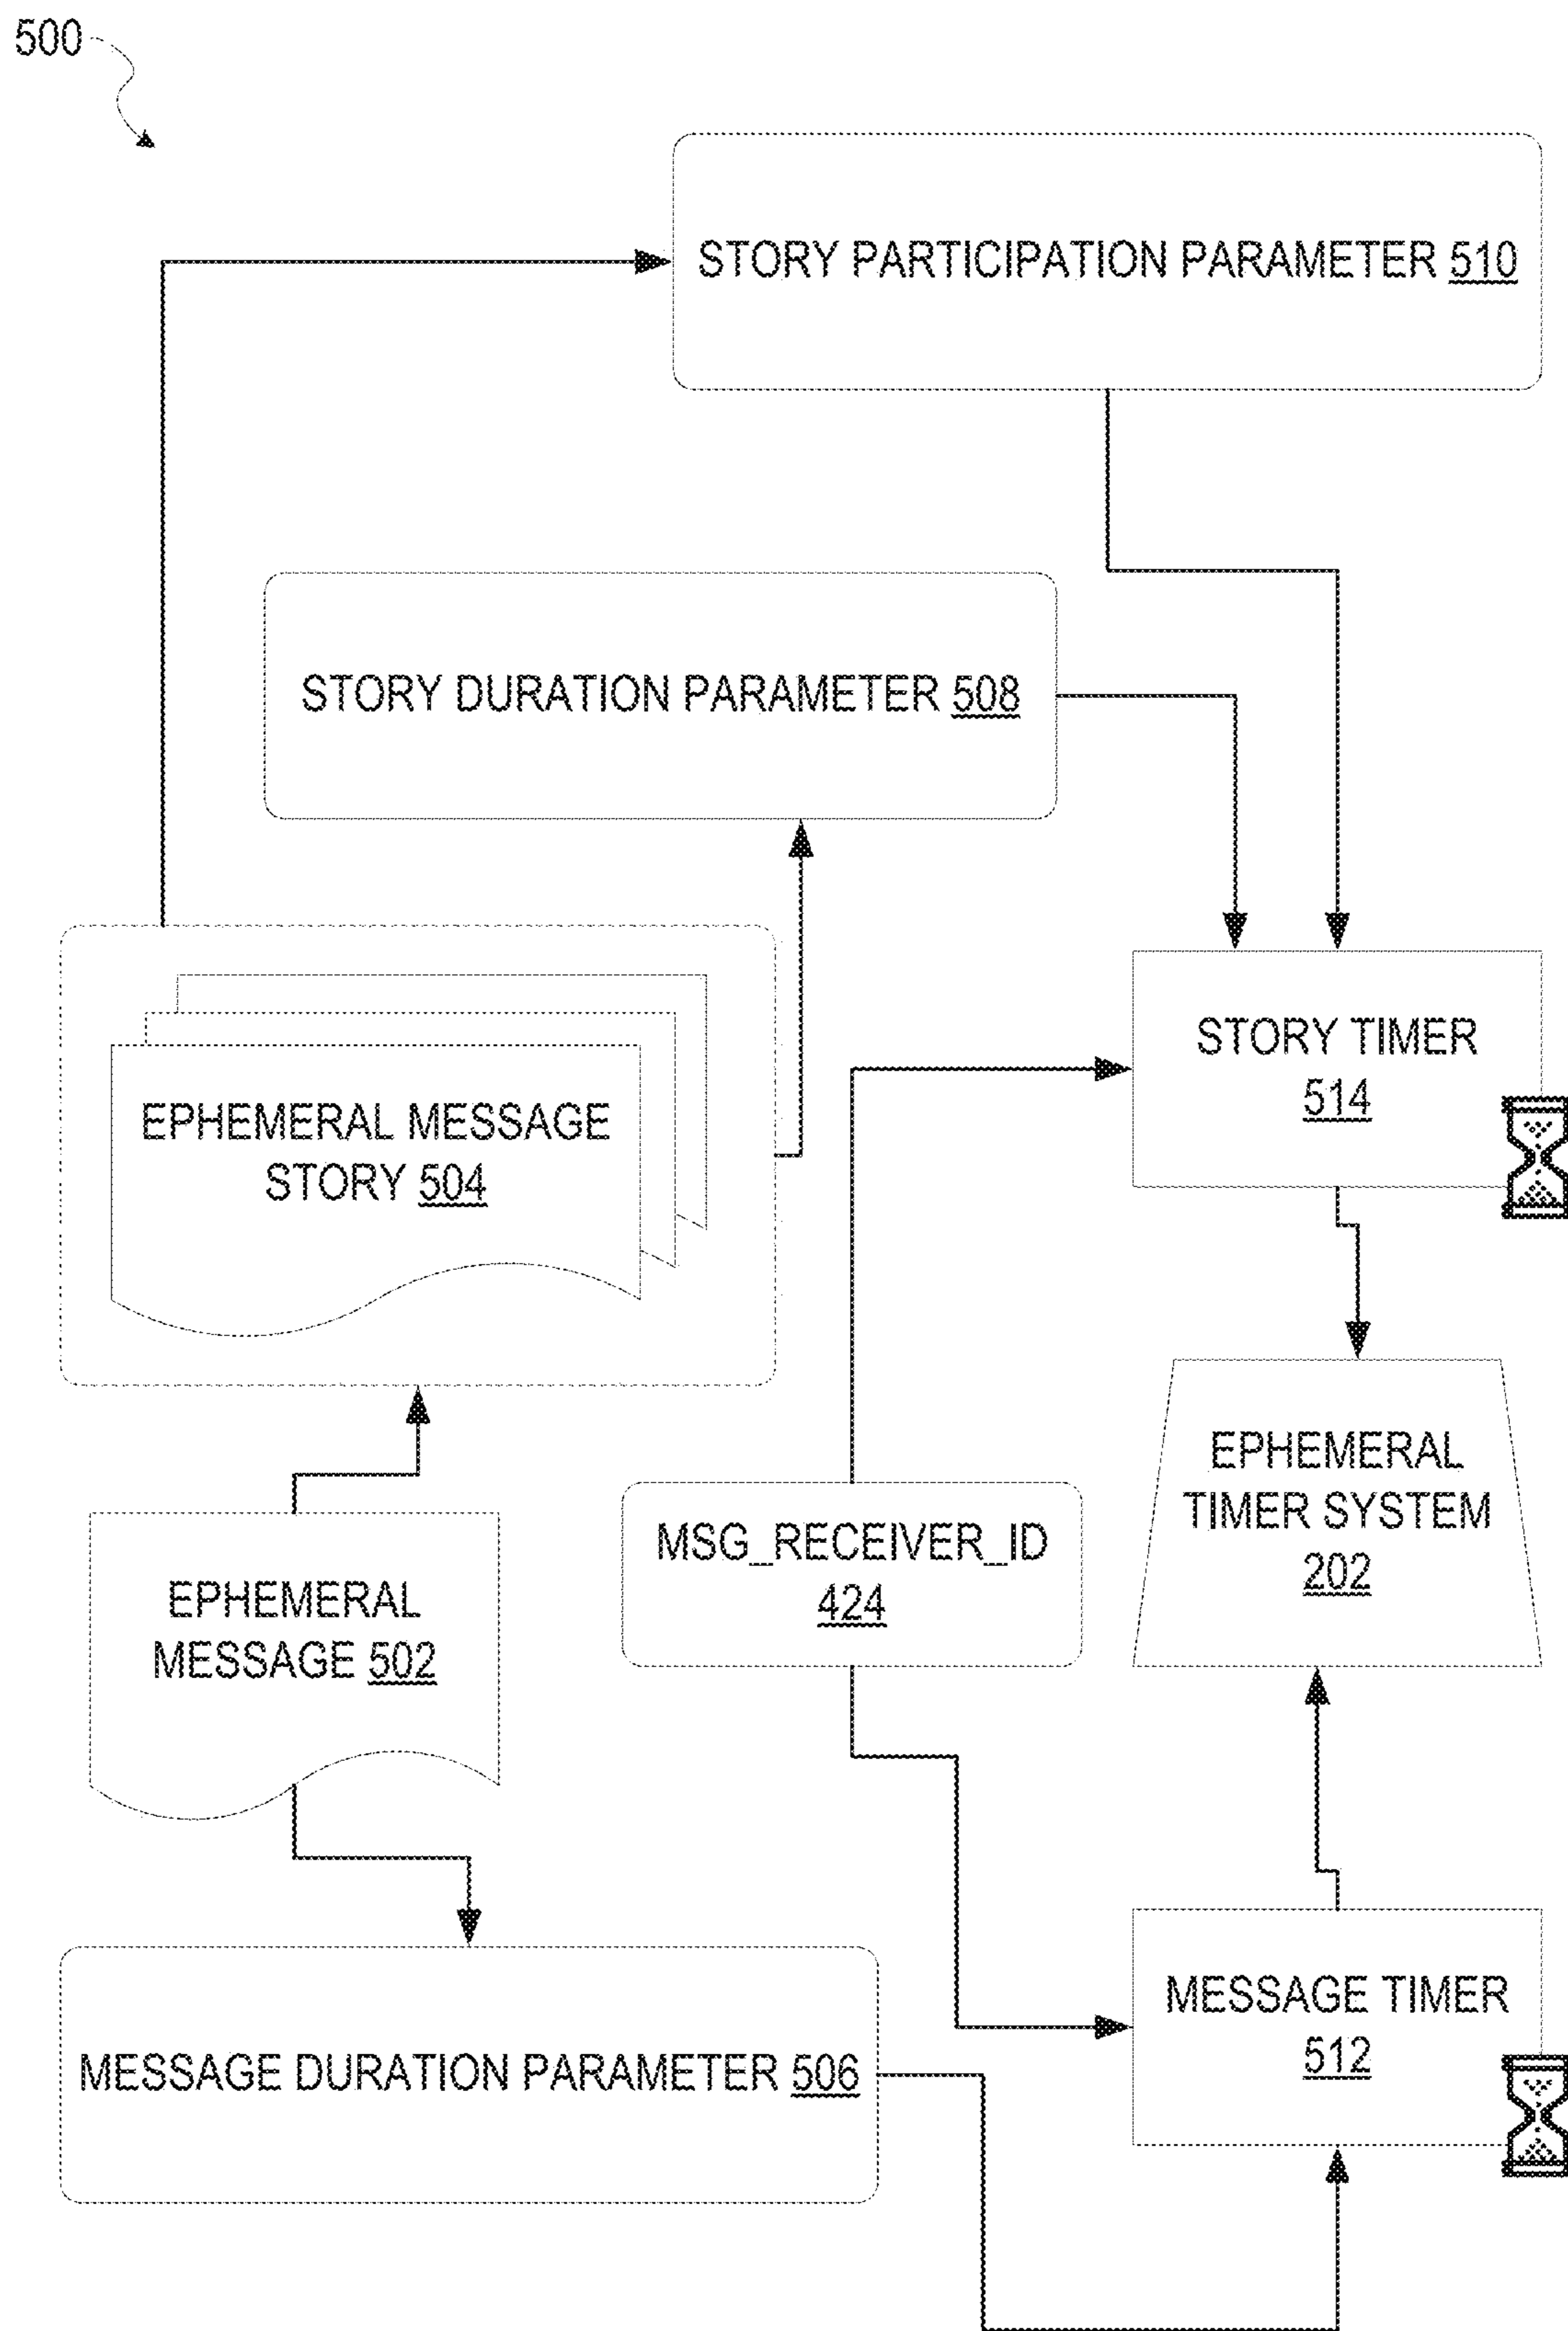 500
STORY PARTICIPATION PARAMETER 510
STORY DURATION PARAMETER 508
EPHEMERAL MESSAGE
STORY 504
STORY TIMER
514
EPHEMERAL
TIMER SYSTEM
202
MSG_RECEIVER_ID
424
EPHEMERAL
MESSAGE 502
MESSAGE TIMER
512
MESSAGE DURATION PARAMETER 506